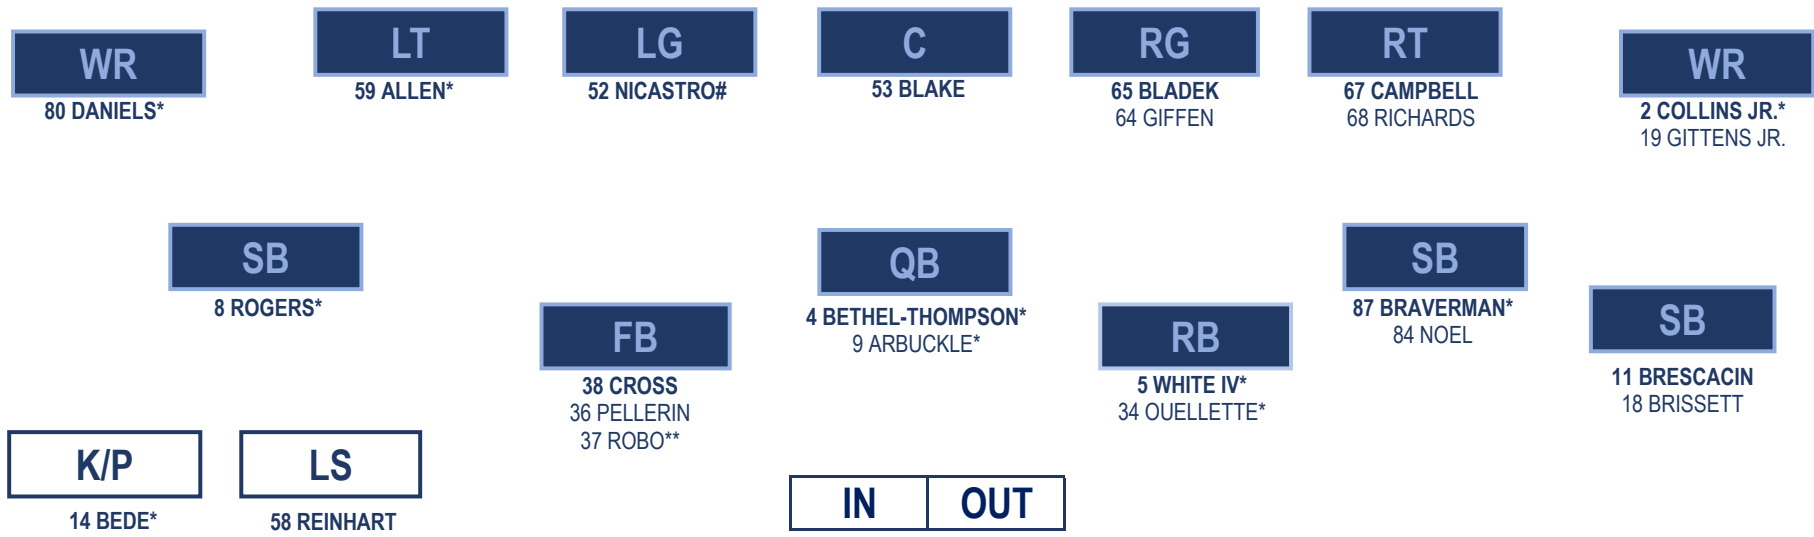 WR
80 DANIELS*
LT
59 ALLEN*
LG
52 NICASTRO#
C
53 BLAKE
RG
65 BLADEK
64 GIFFEN
RT
67 CAMPBELL
68 RICHARDS
WR
2 COLLINS JR.*
19 GITTENS JR.
SB
8 ROGERS*
FB
38 CROSS
36 PELLERIN
37 ROBO**
QB
4 BETHEL-THOMPSON*
9 ARBUCKLE*
RB
5 WHITE IV*
34 OUELLETTE*
SB
87 BRAVERMAN*
84 NOEL
SB
11 BRESCACIN
18 BRISSETT
K/P
14 BEDE*
LS
58 REINHART
IN OUT